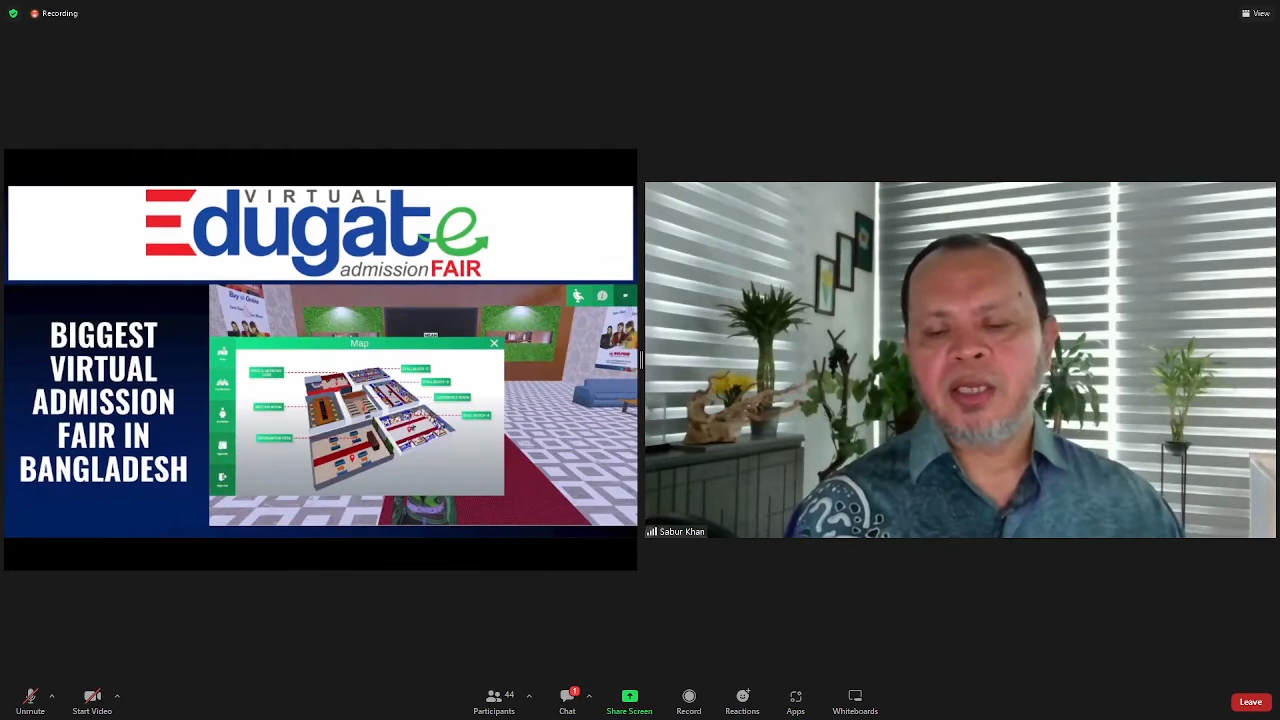 Recording
View
VIRTUAL
Edugate
admission FAIR
BIGGEST
VIRTUAL
ADMISSION
FAIR IN
BANGLADESH
Map
Sabur Khan
Unmute
Start Video
Participants
44
Chat
1
Share Screen
Record
Reactions
Apps
Whiteboards
Leave